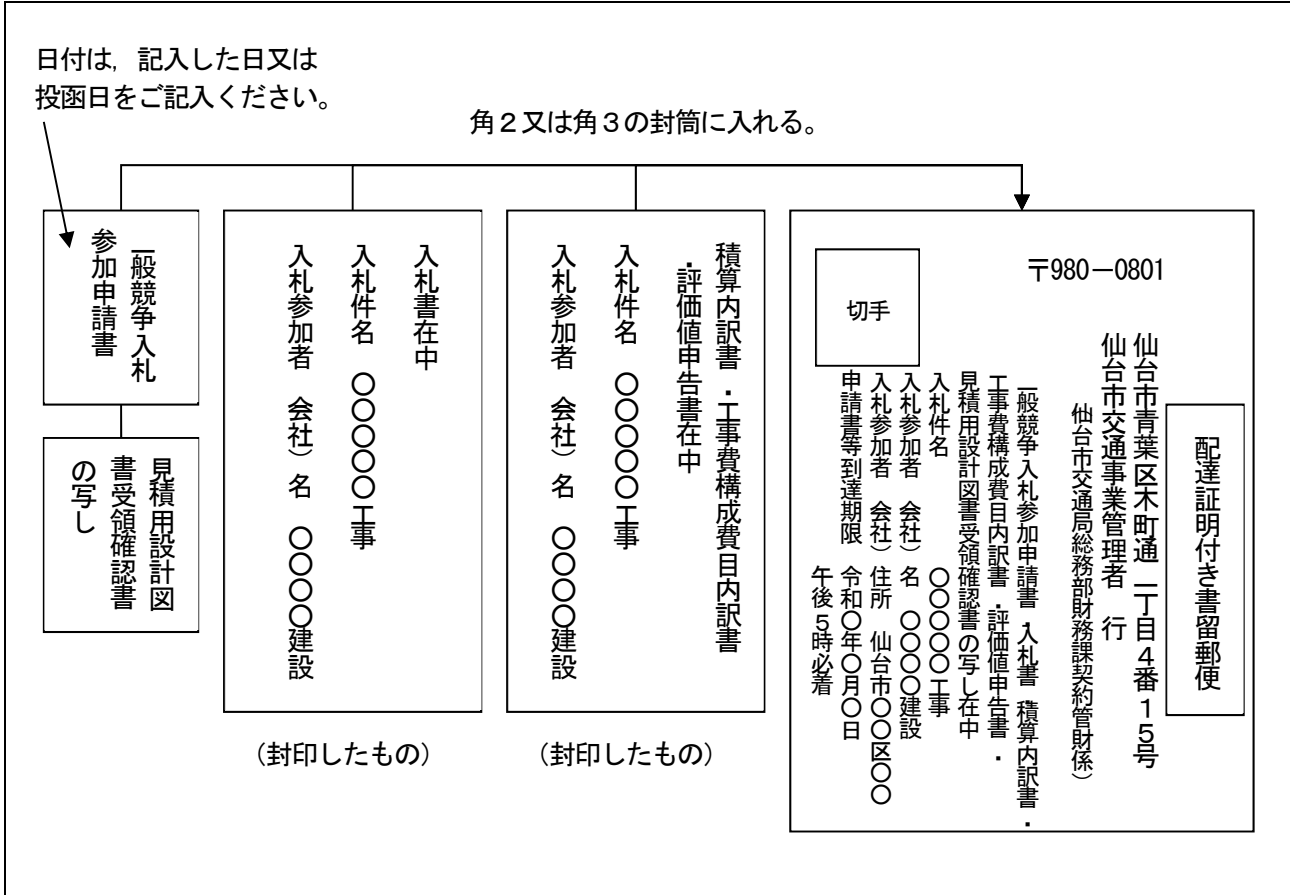 日付は，記入した日又は
投函日をご記入ください。
角２又は角３の封筒に入れる。
一般競争入札
参加申請書
見積用設計図
書受領確認書
の写し
入札書在中
入札件名　〇〇〇〇〇工事
入札参加者　会社）名　〇〇〇〇建設
（封印したもの）
積算内訳書・工事費構成費目内訳書
・評価値申告書在中
入札件名　〇〇〇〇〇工事
入札参加者　会社）名　〇〇〇〇建設
（封印したもの）
〒980－0801
配達証明付き書留郵便
仙台市青葉区木町通一丁目４番１５号
仙台市交通事業管理者　行
仙台市交通局総務部財務課契約管財係）
切手
一般競争入札参加申請書・入札書・積算内訳書・
工事費構成費目内訳書・評価値申告書・
見積用設計図書受領確認書の写し在中
入札件名　〇〇〇〇〇工事
入札参加者　会社）名　〇〇〇〇建設
入札参加者　会社）住所　仙台市〇〇区〇〇
申請書等到達期限　令和〇年〇月〇日
午後５時必着